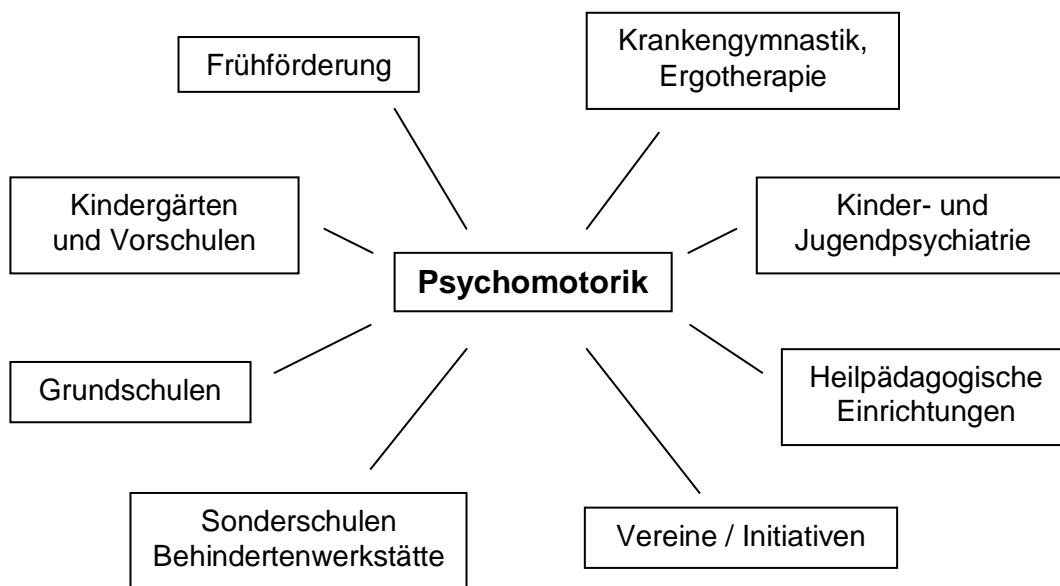 Frühförderung
Krankengymnastik,
Ergotherapie
Kindergärten
und Vorschulen
Kinder- und
Jugendpsychiatrie
Psychomotorik
Grundschulen
Heilpädagogische
Einrichtungen
Sonderschulen
Behindertenwerkstätte
Vereine / Initiativen